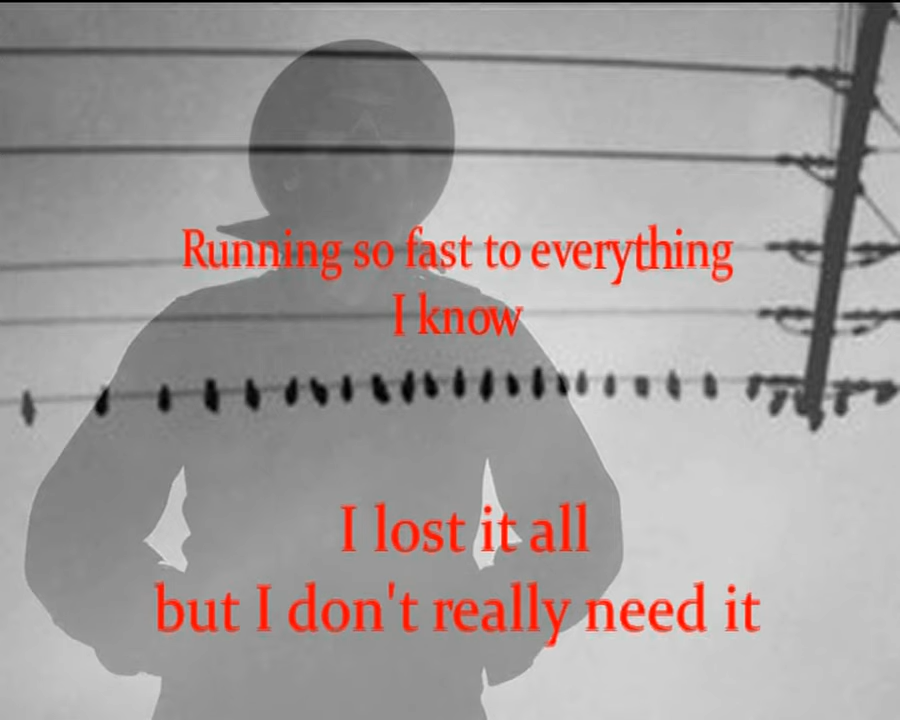 Running so fast to everything
I know
I lost it all
but I don't really need it